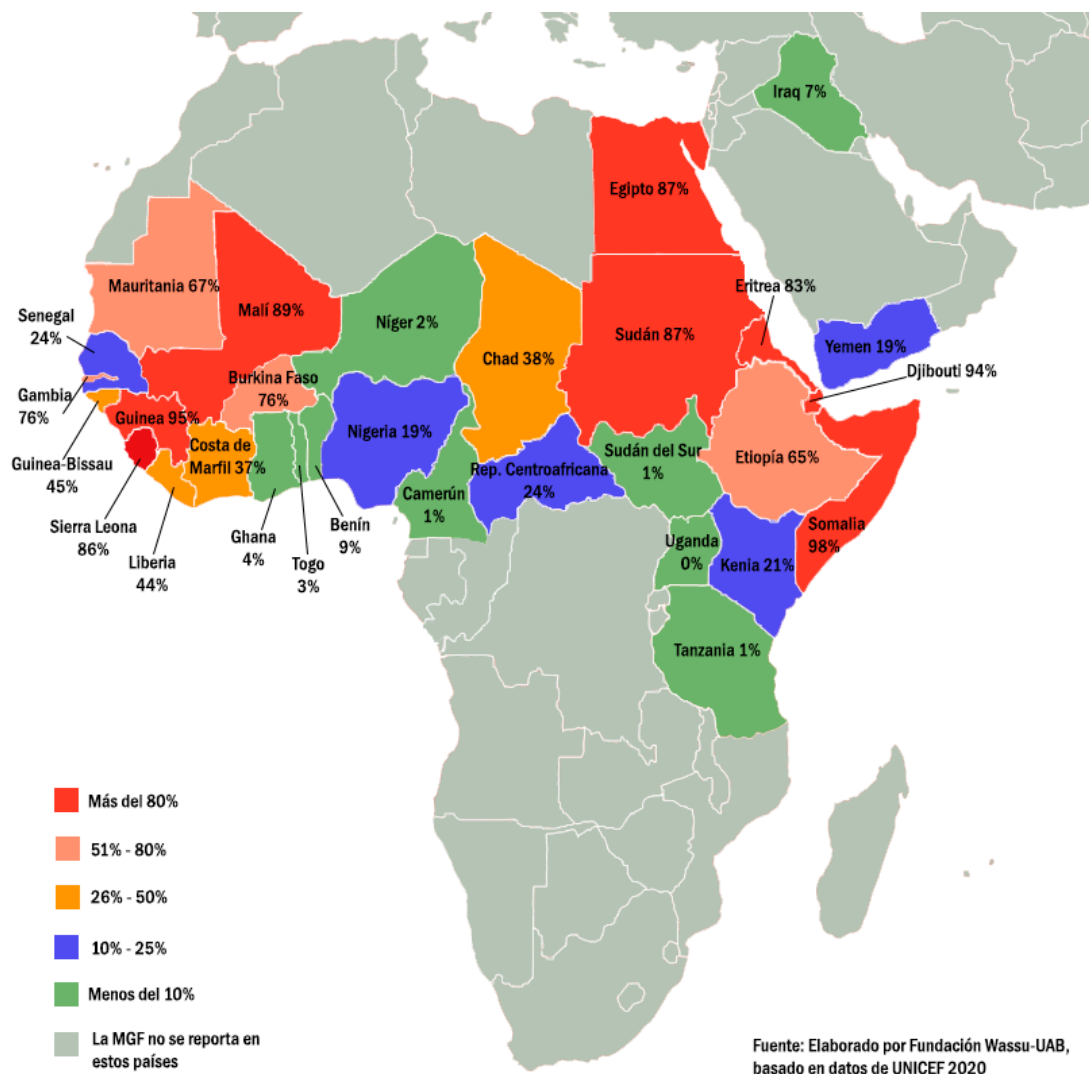 Iraq 7%
Egipto 87%
Mauritania 67%
Malí 89%
Eritrea 83%
Senegal
24%
Níger 2%
Sudán 87%
Yemen 19%
Chad 38%
Djibouti 94%
Burkina Faso
76%
Gambia
76%
Guinea 95%
Nigeria 19%
Costa de
Marfil 37%
Sudán del Sur
1%
Etiopía 65%
Guinea-Bissau
45%
Rep. Centroafricana
24%
Camerún
1%
Sierra Leona
86%
Liberia
44%
Ghana
4%
Togo
3%
Benín
9%
Uganda
0%
Kenia 21%
Somalia
98%
Tanzania 1%
Más del 80%
51% - 80%
26% - 50%
10% - 25%
Menos del 10%
La MGF no se reporta en
estos países
Fuente: Elaborado por Fundación Wassu-UAB,
basado en datos de UNICEF 2020